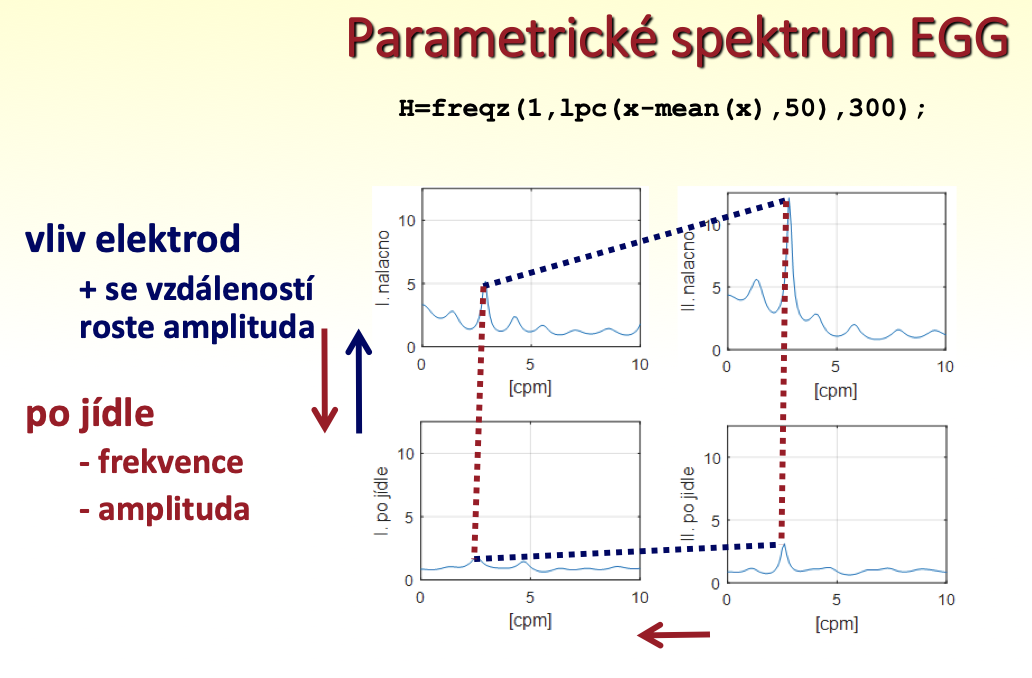 Parametrické spektrum EGG
H=freqz(1,lpc(x-mean(x),50),300);
vliv elektrod
+ se vzdáleností
roste amplituda
po jídle
- frekvence
- amplituda
I. nalacno
10
5
0
0 5 10
[cpm]
II. nalacno
10
5
0
0 5 10
[cpm]
I. po jídle
10
5
0
0 5 10
[cpm]
II. po jídle
10
5
0
0 5 10
[cpm]